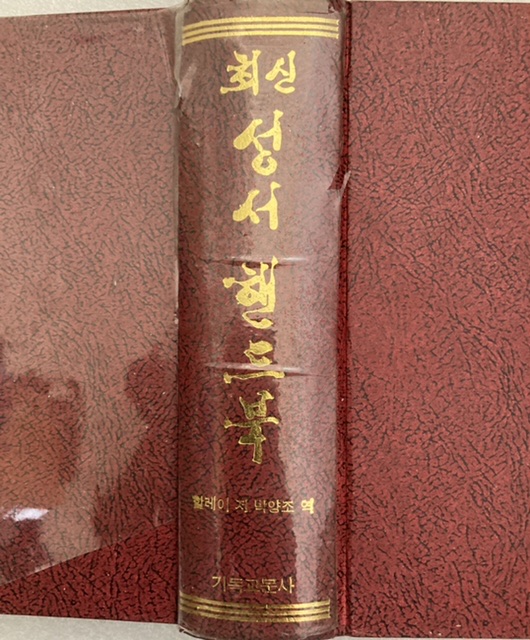 최신
성서
핸드북
할레이 저 박양조 역
기독교문사